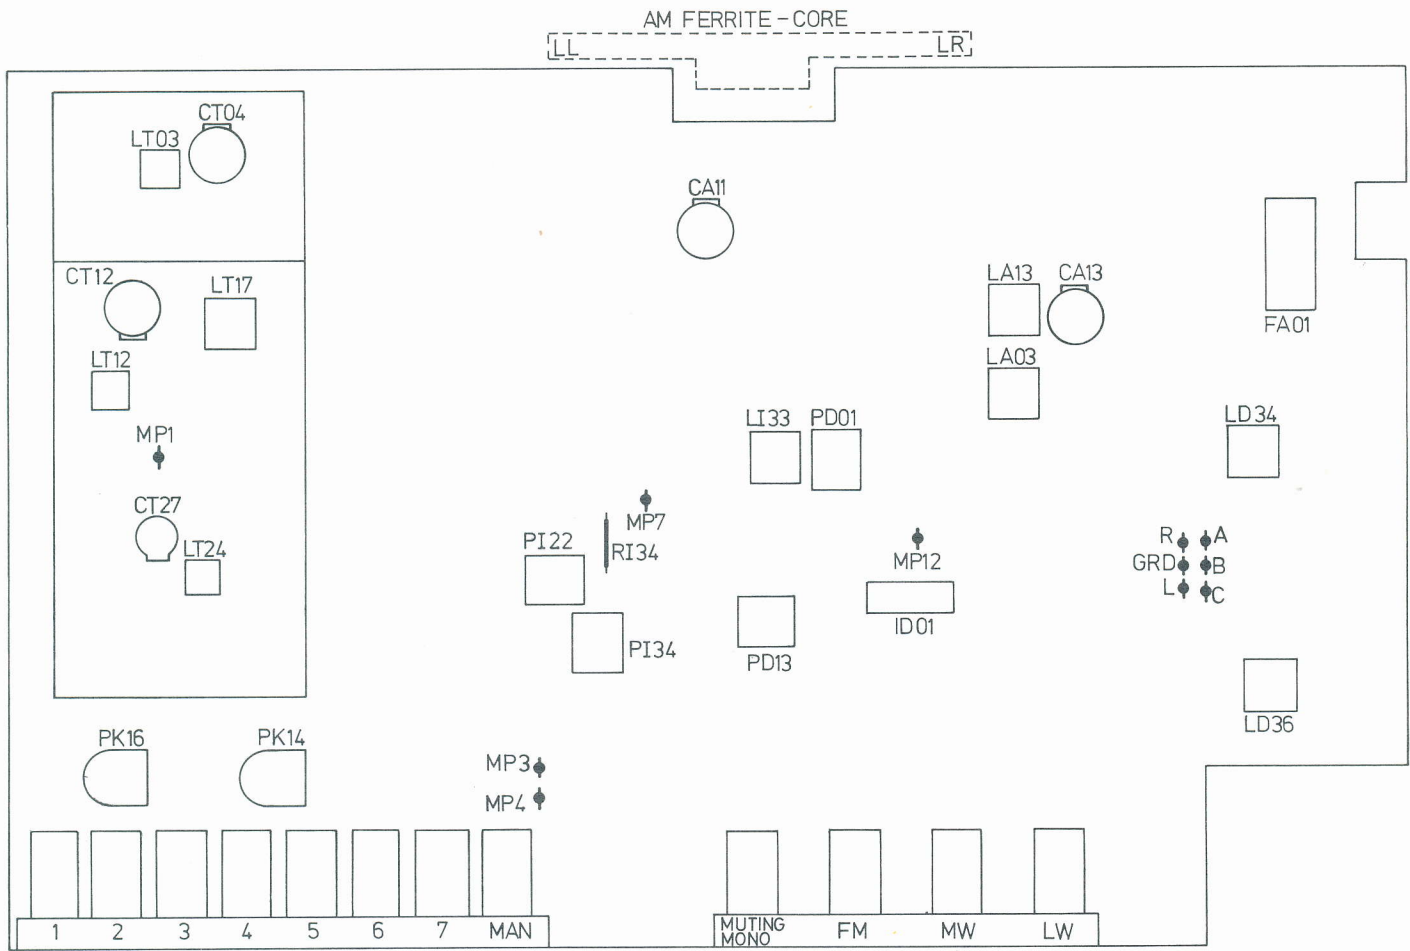 AM FERRITE-CORE
LL
LR
CT04
LT03
CA11
CT12
LT17
LA13
CA13
FA01
LT12
LA03
LI33
PD01
LD34
MP1
CT27
MP7
PI22
RI34
LT24
MP12
R
A
GRD
B
L
C
ID01
PI34
PD13
LD36
PK16
PK14
MP3
MP4
1
2
3
4
5
6
7
MAN
MUTING
MONO
FM
MW
LW